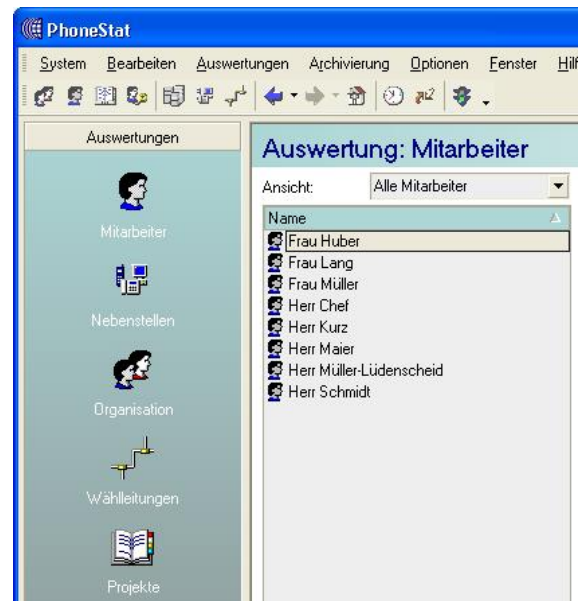 PhoneStat
System Bearbeiten Auswertungen Archivierung Optionen Fenster Hilf
Auswertungen
Mitarbeiter
Nebenstellen
Organisation
Wählleitungen
Projekte
Auswertung: Mitarbeiter
Ansicht: Alle Mitarbeiter
Name
Frau Huber
Frau Lang
Frau Müller
Herr Chef
Herr Kurz
Herr Maier
Herr Müller-Lüdenscheid
Herr Schmidt